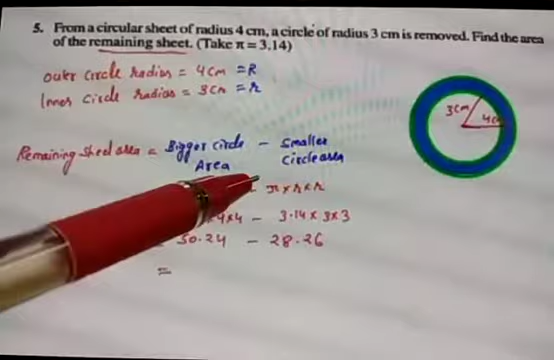 5. From a circular sheet of radius 4 cm, a circle of radius 3 cm is removed. Find the area
of the remaining sheet. (Take π = 3.14)
Outer circle radius = 4cm = R
Inner circle radius = 3cm = r
3cm
4cm
Remaining sheet area = Bigger circle Area - smaller circle area
π×r×r
×4 - 3.14×3×3
50.24 - 28.26
=